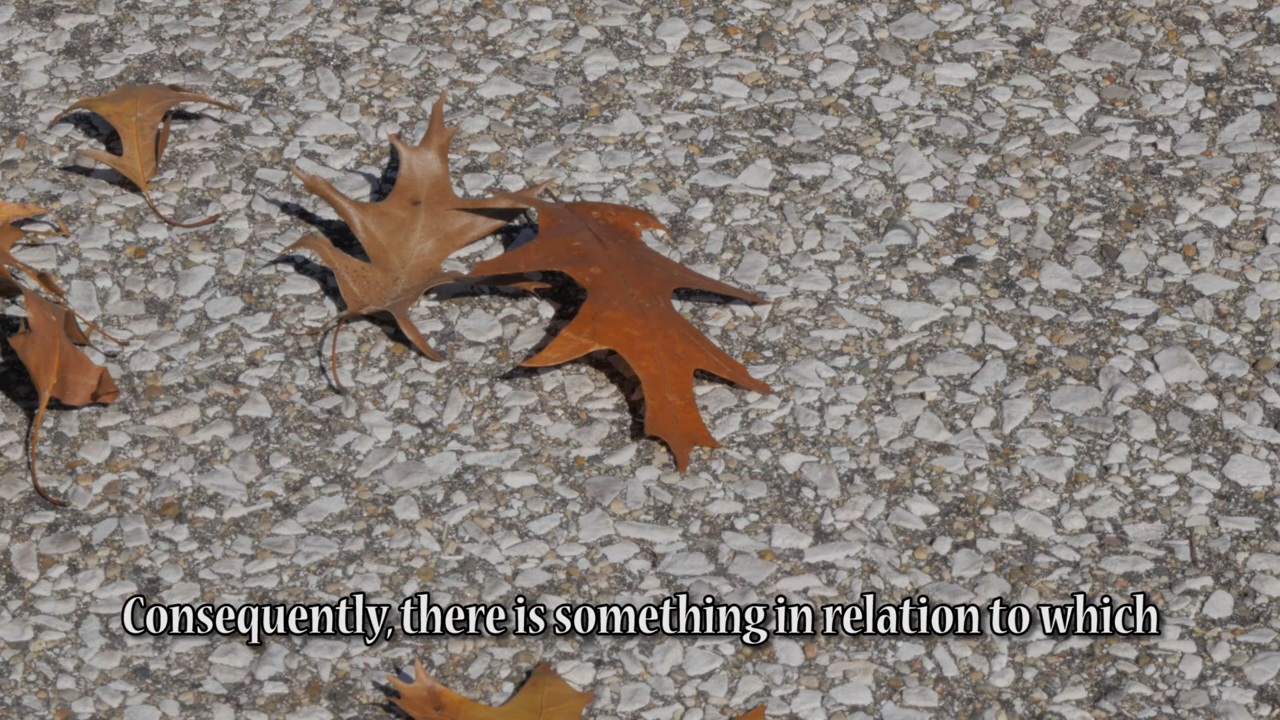 Consequently, there is something in relation to which